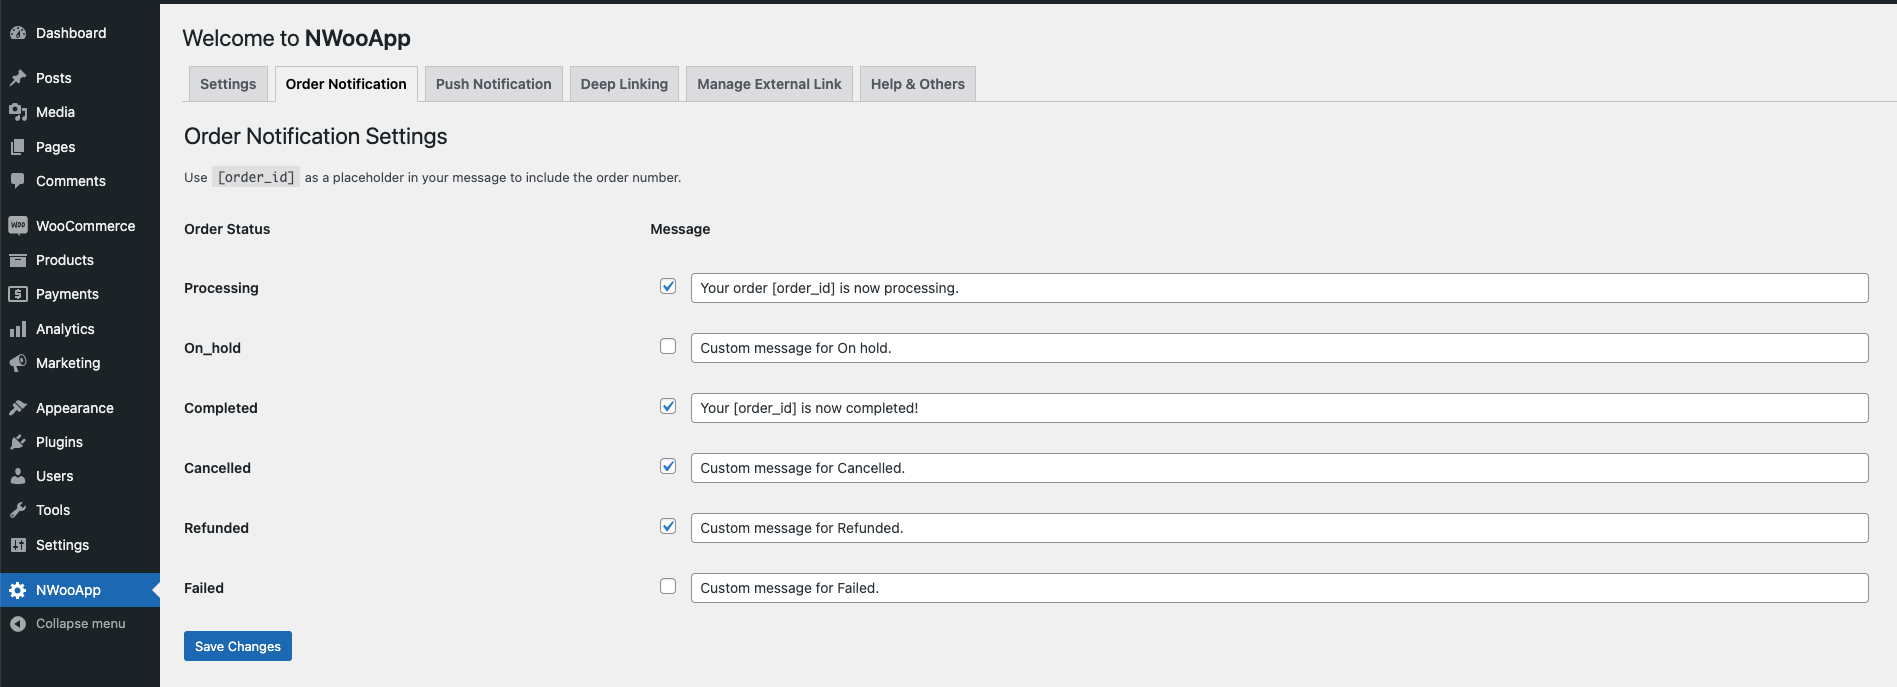 Dashboard
Posts
Media
Pages
Comments
WooCommerce
Products
Payments
Analytics
Marketing
Appearance
Plugins
Users
Tools
Settings
NWooApp
Collapse menu
Welcome to NWooApp
Settings Order Notification Push Notification Deep Linking Manage External Link Help & Others
Order Notification Settings
Use [order_id] as a placeholder in your message to include the order number.
Order Status Message
Processing Your order [order_id] is now processing.
On_hold Custom message for On hold.
Completed Your [order_id] is now completed!
Cancelled Custom message for Cancelled.
Refunded Custom message for Refunded.
Failed Custom message for Failed.
Save Changes